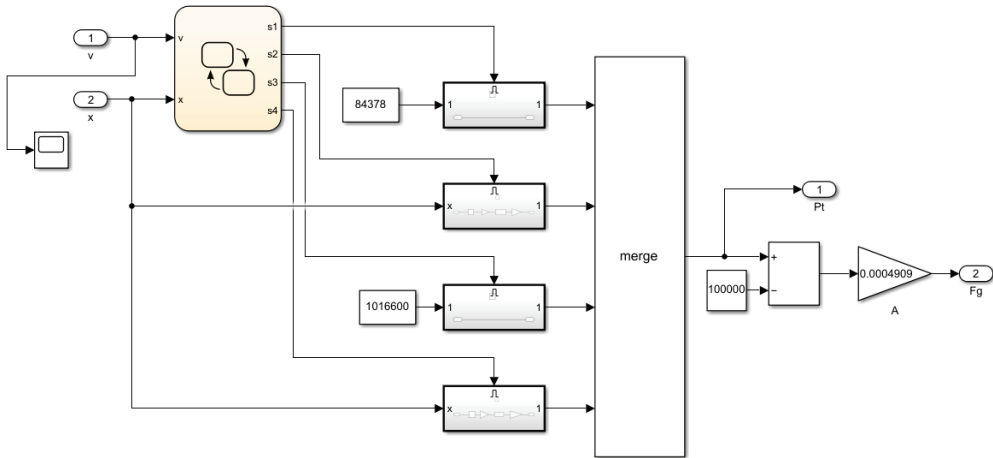 1
v
2
x
v
x
s1
s2
s3
s4
84378
1
1
x
1
1016600
1
1
x
1
merge
1
Pt
+
−
100000
0.0004909
A
2
Fg